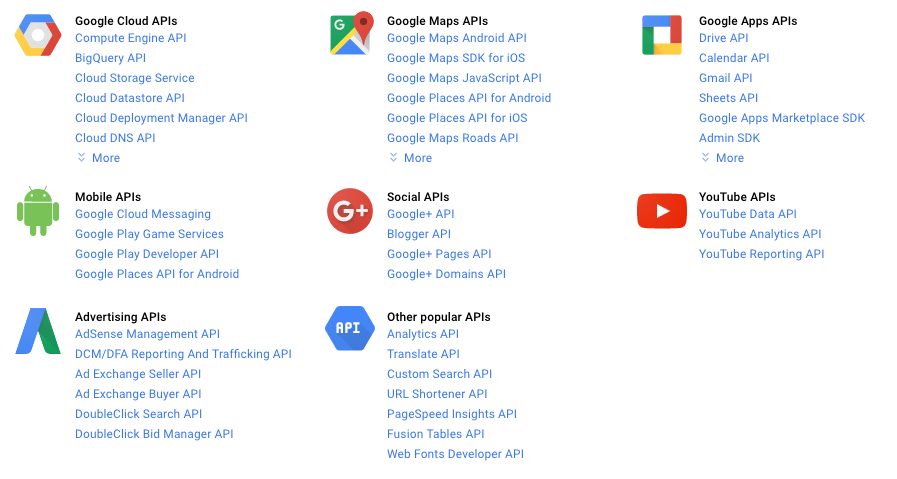 Google Cloud APIs
Compute Engine API
BigQuery API
Cloud Storage Service
Cloud Datastore API
Cloud Deployment Manager API
Cloud DNS API
More
G
Google Maps APIs
Google Maps Android API
Google Maps SDK for iOS
Google Maps JavaScript API
Google Places API for Android
Google Places API for iOS
Google Maps Roads API
More
Google Apps APIs
Drive API
Calendar API
Gmail API
Sheets API
Google Apps Marketplace SDK
Admin SDK
More
Mobile APIs
Google Cloud Messaging
Google Play Game Services
Google Play Developer API
Google Places API for Android
G+
Social APIs
Google+ API
Blogger API
Google+ Pages API
Google+ Domains API
YouTube APIs
YouTube Data API
YouTube Analytics API
YouTube Reporting API
Advertising APIs
AdSense Management API
DCM/DFA Reporting And Trafficking API
Ad Exchange Seller API
Ad Exchange Buyer API
DoubleClick Search API
DoubleClick Bid Manager API
API
Other popular APIs
Analytics API
Translate API
Custom Search API
URL Shortener API
PageSpeed Insights API
Fusion Tables API
Web Fonts Developer API